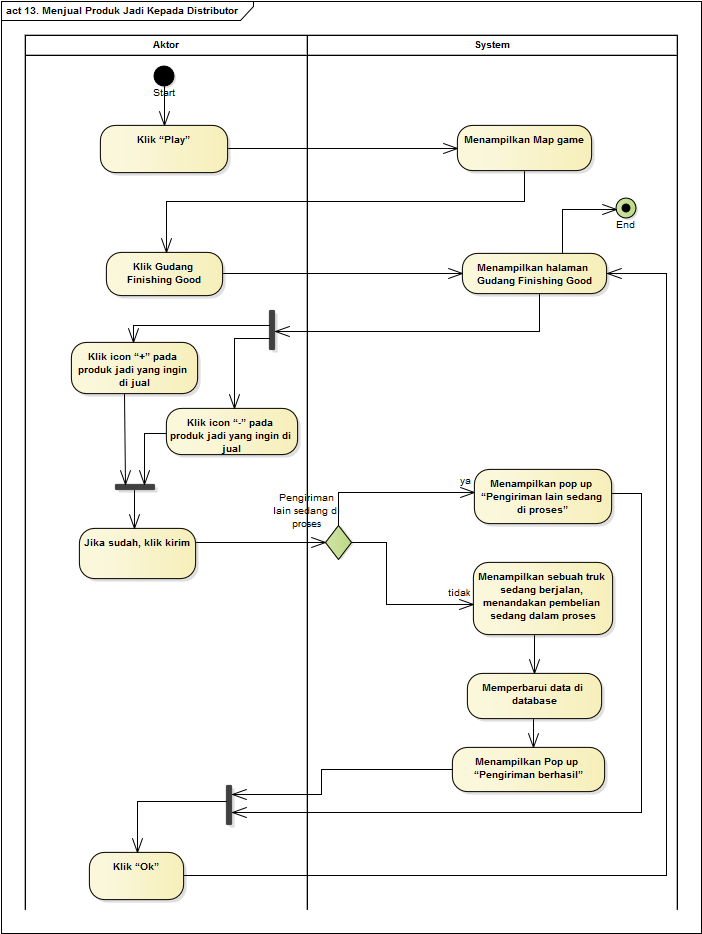 act 13. Menjual Produk Jadi Kepada Distributor
Aktor
System
Start
Klik “Play”
Menampilkan Map game
End
Klik Gudang
Finishing Good
Menampilkan halaman
Gudang Finishing Good
Klik icon “+” pada
produk jadi yang ingin
di jual
Klik icon “-” pada
produk jadi yang ingin di
jual
Pengiriman
lain sedang di
proses
ya
Menampilkan pop up
“Pengiriman lain sedang
di proses”
Jika sudah, klik kirim
tidak
Menampilkan sebuah truk
sedang berjalan,
menandakan pembelian
sedang dalam proses
Memperbarui data di
database
Menampilkan Pop up
“Pengiriman berhasil”
Klik “Ok”